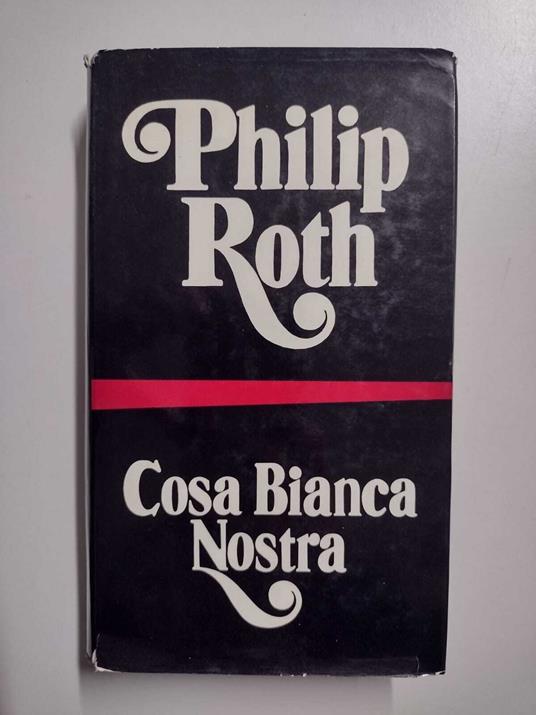 Philip
Roth
Cosa Bianca
Nostra